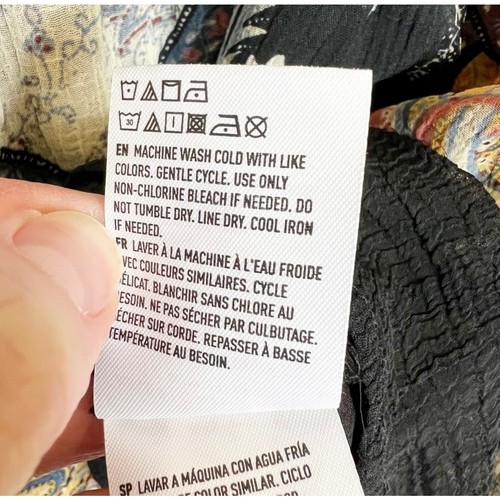 30
EN MACHINE WASH COLD WITH LIKE
COLORS. GENTLE CYCLE. USE ONLY
NON-CHLORINE BLEACH IF NEEDED. DO
NOT TUMBLE DRY. LINE DRY. COOL IRON
IF NEEDED.
FR LAVER À LA MACHINE À L'EAU FROIDE
AVEC COULEURS SIMILAIRES. CYCLE
DÉLICAT. BLANCHIR SANS CHLORE AU
BESOIN. NE PAS SÉCHER PAR CULBUTAGE.
SÉCHER SUR CORDE. REPASSER À BASSE
TEMPÉRATURE AU BESOIN.
SP LAVAR A MÁQUINA CON AGUA FRÍA
DE COLOR SIMILAR. CICLO